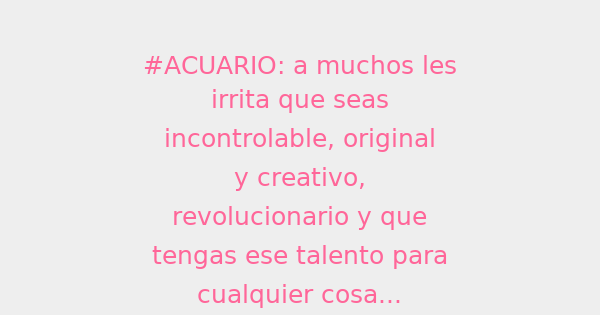 #ACUARIO: a muchos les
irrita que seas
incontrolable, original
y creativo,
revolucionario y que
tengas ese talento para
cualquier cosa...